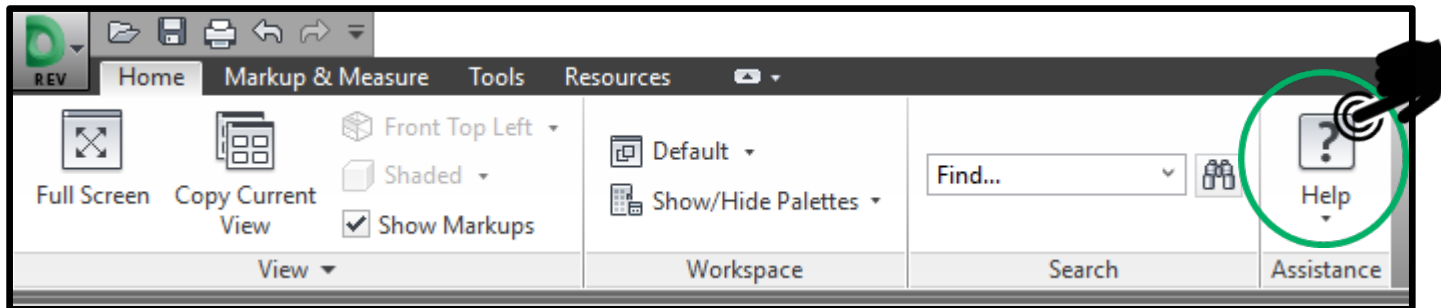 REV
Home Markup & Measure Tools Resources
Full Screen
Copy Current
View
Front Top Left
Shaded
Show Markups
View
Default
Show/Hide Palettes
Workspace
Find...
Search
?
Help
Assistance